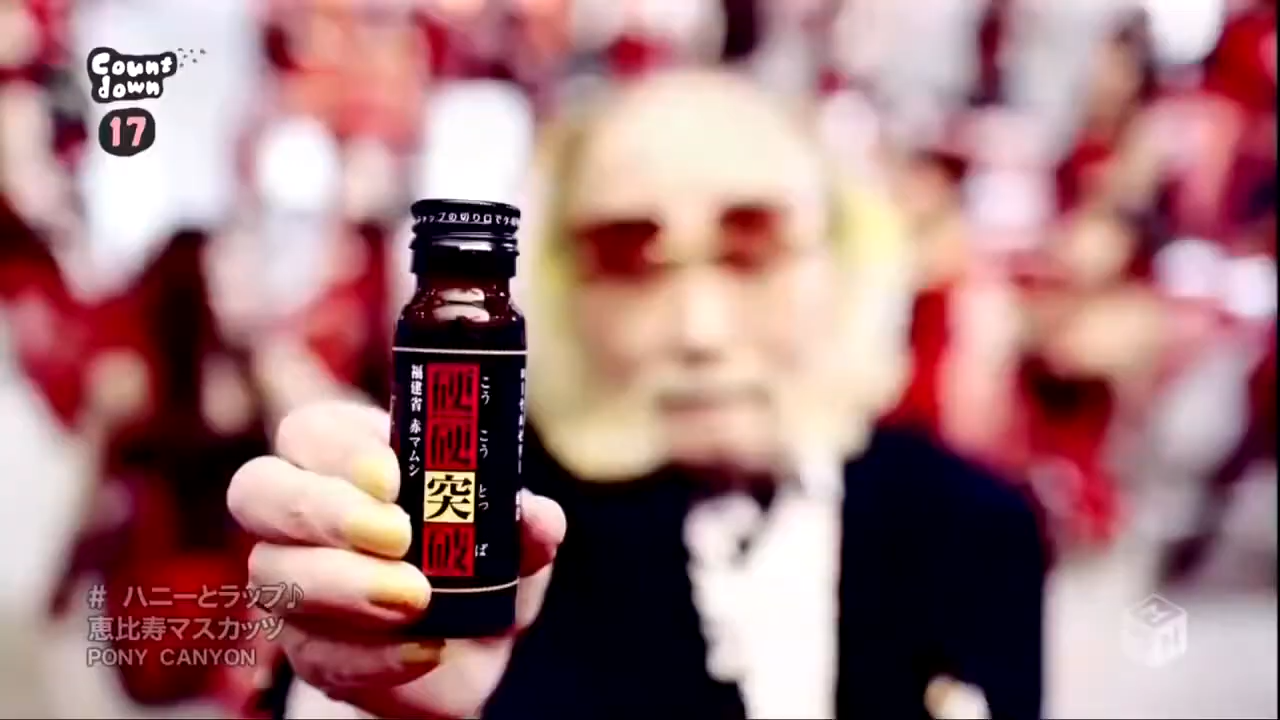 Count
down
17
キャップの切り口で
福建省 赤マムシ
硬硬突破
こう こう とっ ぱ
# ハニーとラップ♪
恵比寿マスカッツ
PONY CANYON